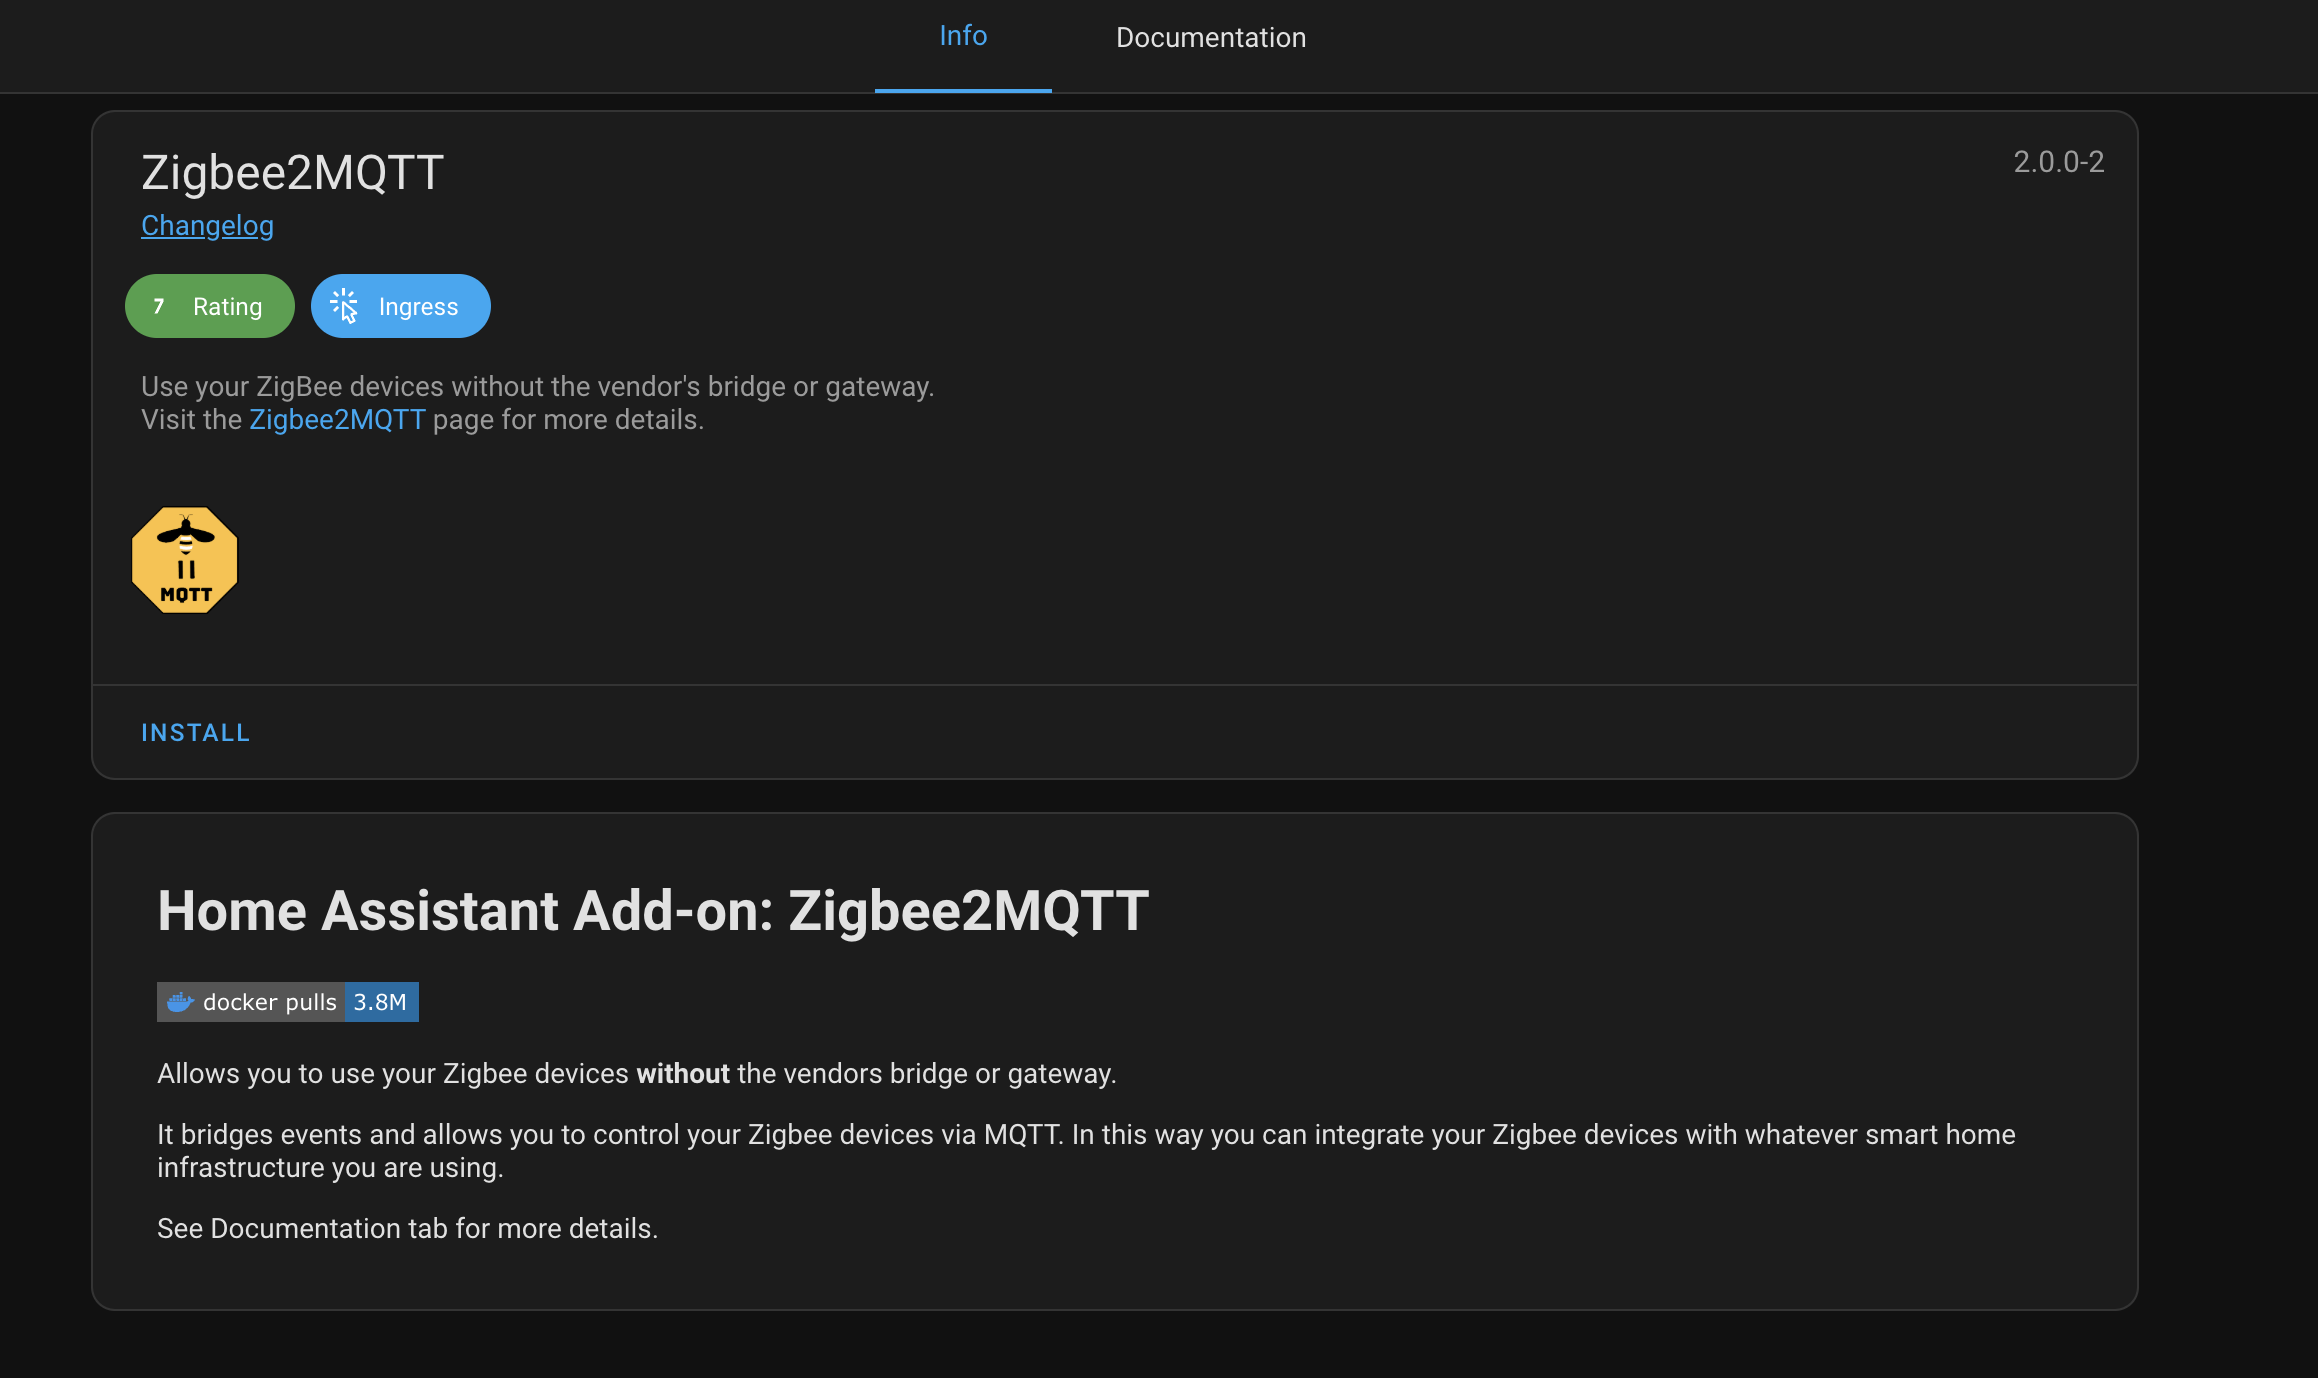 Info
Documentation
Zigbee2MQTT
2.0.0-2
Changelog
7 Rating
Ingress
Use your ZigBee devices without the vendor's bridge or gateway.
Visit the Zigbee2MQTT page for more details.
MQTT
INSTALL
Home Assistant Add-on: Zigbee2MQTT
docker pulls 3.8M
Allows you to use your Zigbee devices without the vendors bridge or gateway.
It bridges events and allows you to control your Zigbee devices via MQTT. In this way you can integrate your Zigbee devices with whatever smart home
infrastructure you are using.
See Documentation tab for more details.